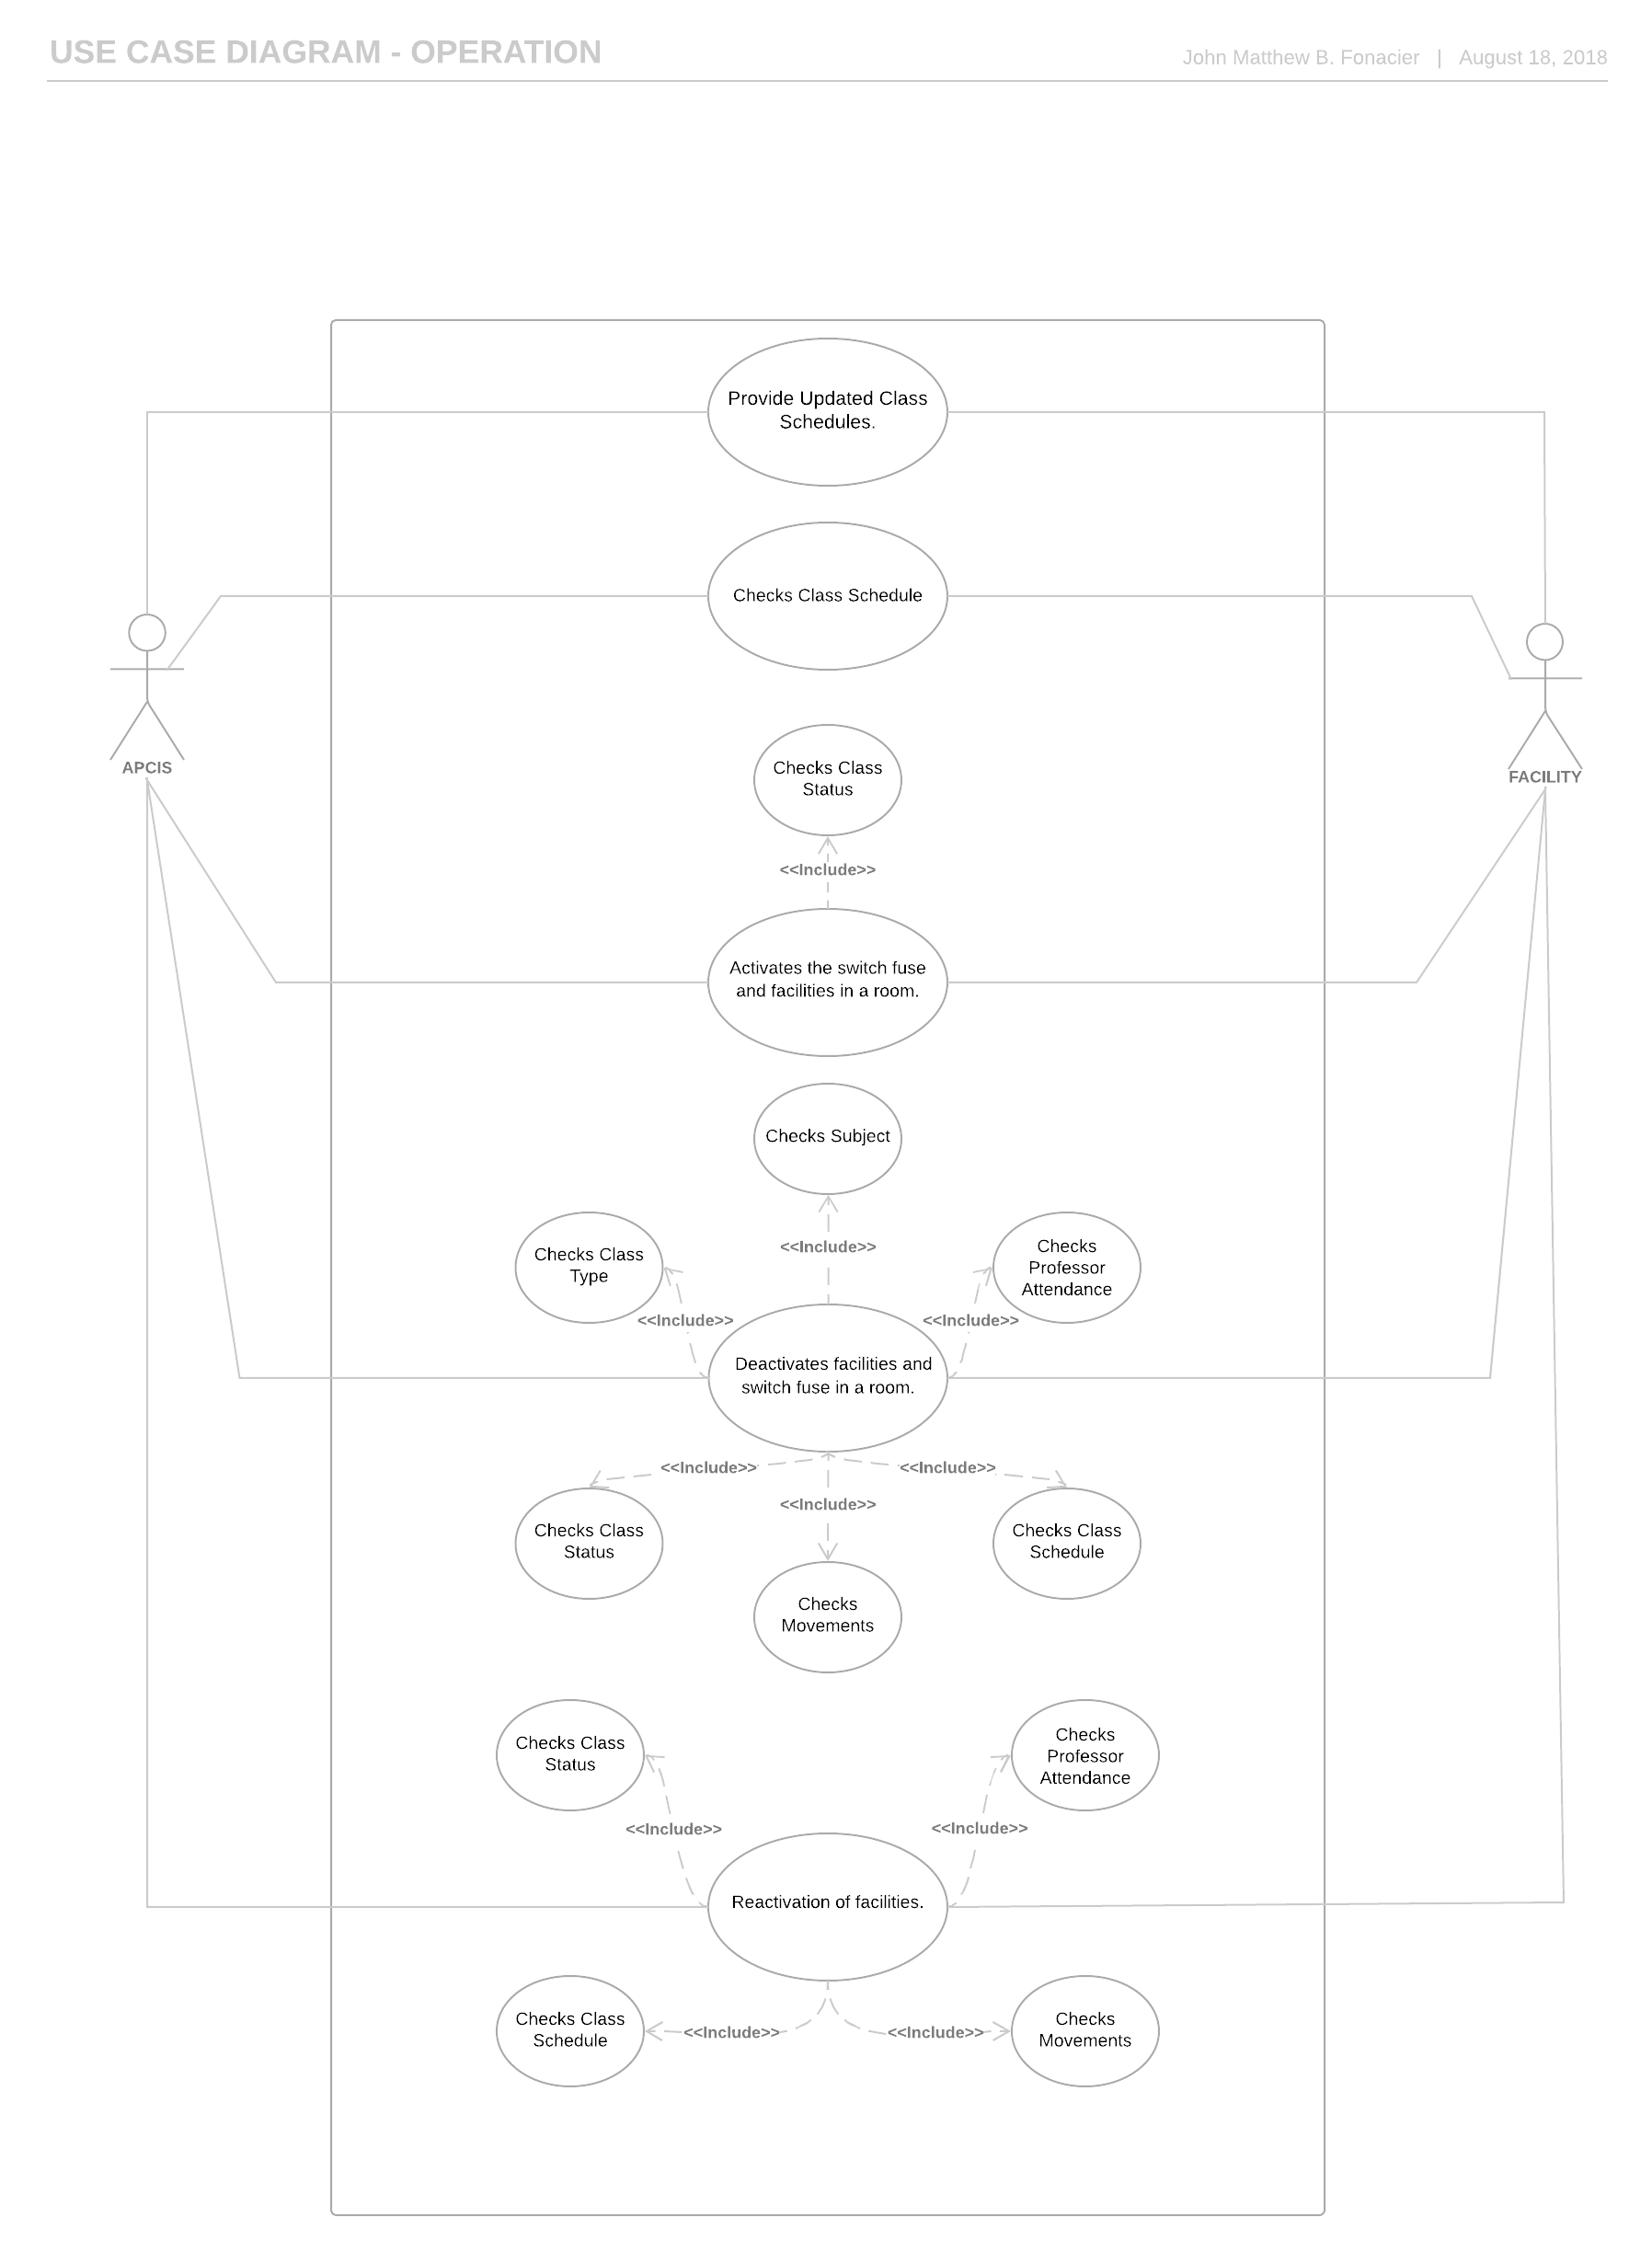 USE CASE DIAGRAM - OPERATION
John Matthew B. Fonacier | August 18, 2018
Provide Updated Class
Schedules.
Checks Class Schedule
APCIS
FACILITY
Checks Class
Status
<<Include>>
Activates the switch fuse
and facilities in a room.
Checks Subject
<<Include>>
Checks Class
Type
Checks
Professor
Attendance
<<Include>>
<<Include>>
Deactivates facilities and
switch fuse in a room.
<<Include>>
<<Include>>
<<Include>>
Checks Class
Status
Checks Class
Schedule
Checks
Movements
Checks Class
Status
Checks
Professor
Attendance
<<Include>>
<<Include>>
Reactivation of facilities.
Checks Class
Schedule
<<Include>>
<<Include>>
Checks
Movements